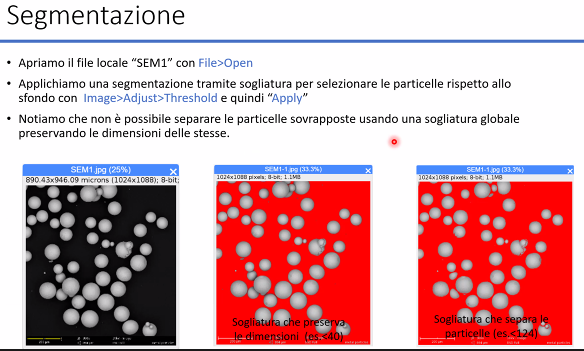 Segmentazione
• Apriamo il file locale “SEM1” con File>Open
• Applichiamo una segmentazione tramite sogliatura per selezionare le particelle rispetto allo
sfondo con Image>Adjust>Threshold e quindi “Apply”
• Notiamo che non è possibile separare le particelle sovrapposte usando una sogliatura globale
preservando le dimensioni delle stesse.
SEM1.jpg (25%)
890.43x946.09 microns (1024x1088); 8-bit;
SEM1-1.jpg (33.3%)
1024x1088 pixels; 8-bit; 1.1MB
SEM1-1.jpg (33.3%)
1024x1088 pixels; 8-bit; 1.1MB
Sogliatura che preserva
le dimensioni (es.<40)
Sogliatura che separa le
particelle (es.<124)